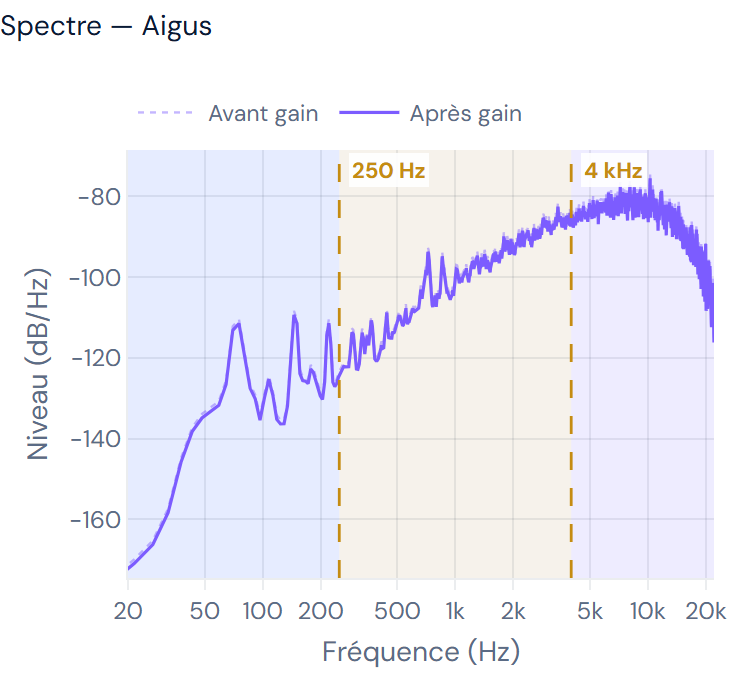 Spectre — Aigus
Avant gain Après gain
250 Hz 4 kHz
−80
−100
−120
−140
−160
Niveau (dB/Hz)
20 50 100 200 500 1k 2k 5k 10k 20k
Fréquence (Hz)